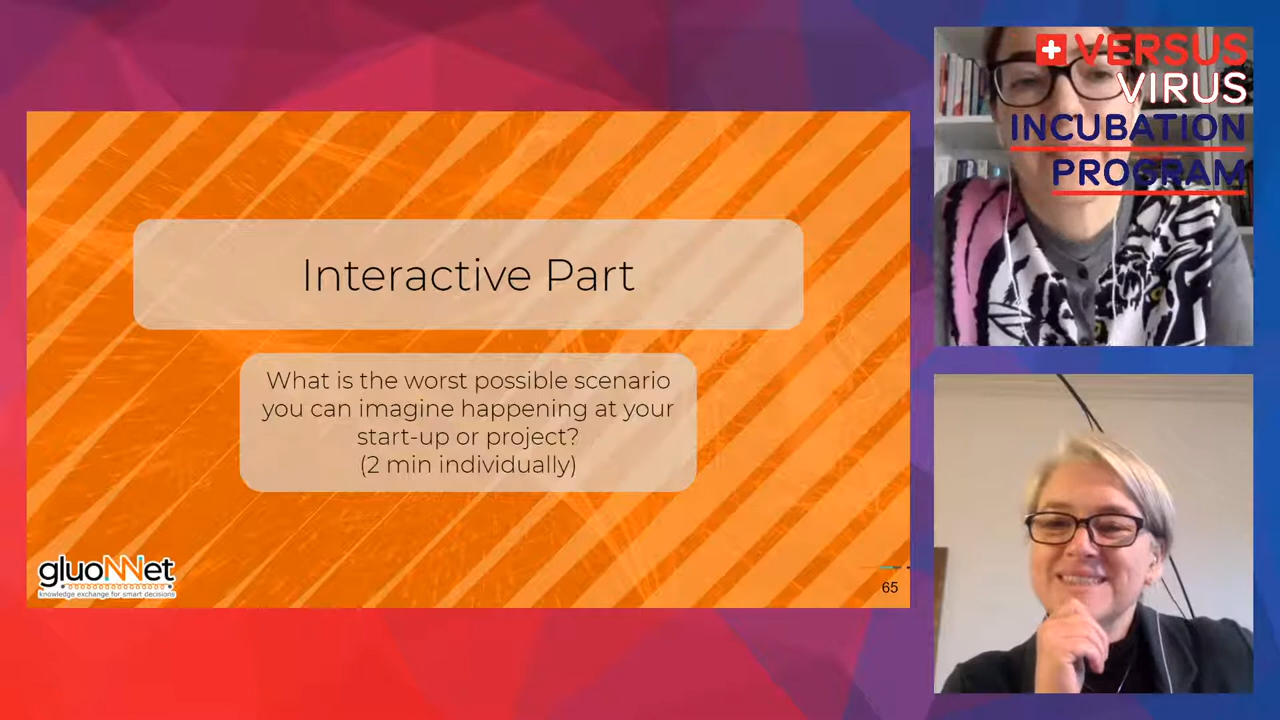 Interactive Part
What is the worst possible scenario
you can imagine happening at your
start-up or project?
(2 min individually)
gluoNNet
knowledge exchange for smart decisions
65
VERSUS
VIRUS
INCUBATION
PROGRAM